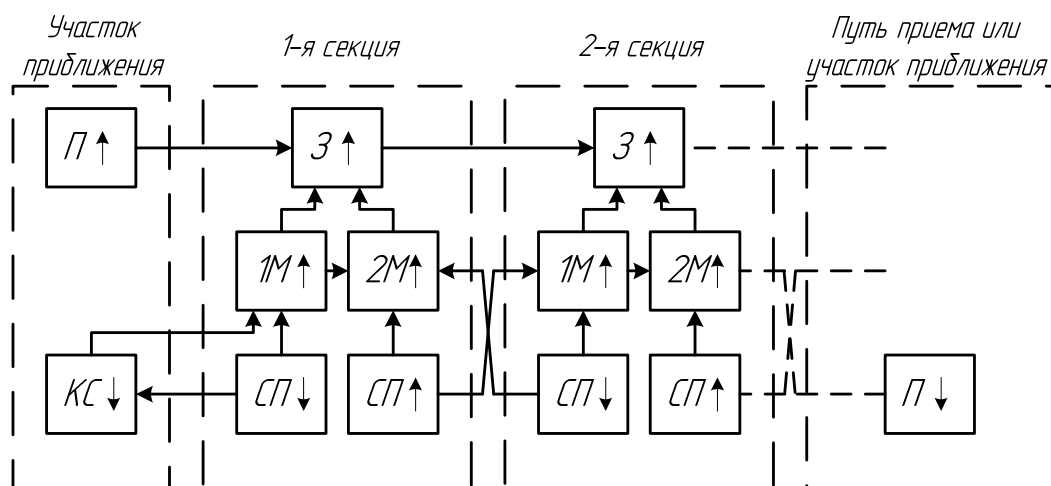 Участок
приближения
1-я секция
2-я секция
Путь приема или
участок приближения
П
З
З
1М
2М
1М
2М
КС
СП
СП
СП
СП
П